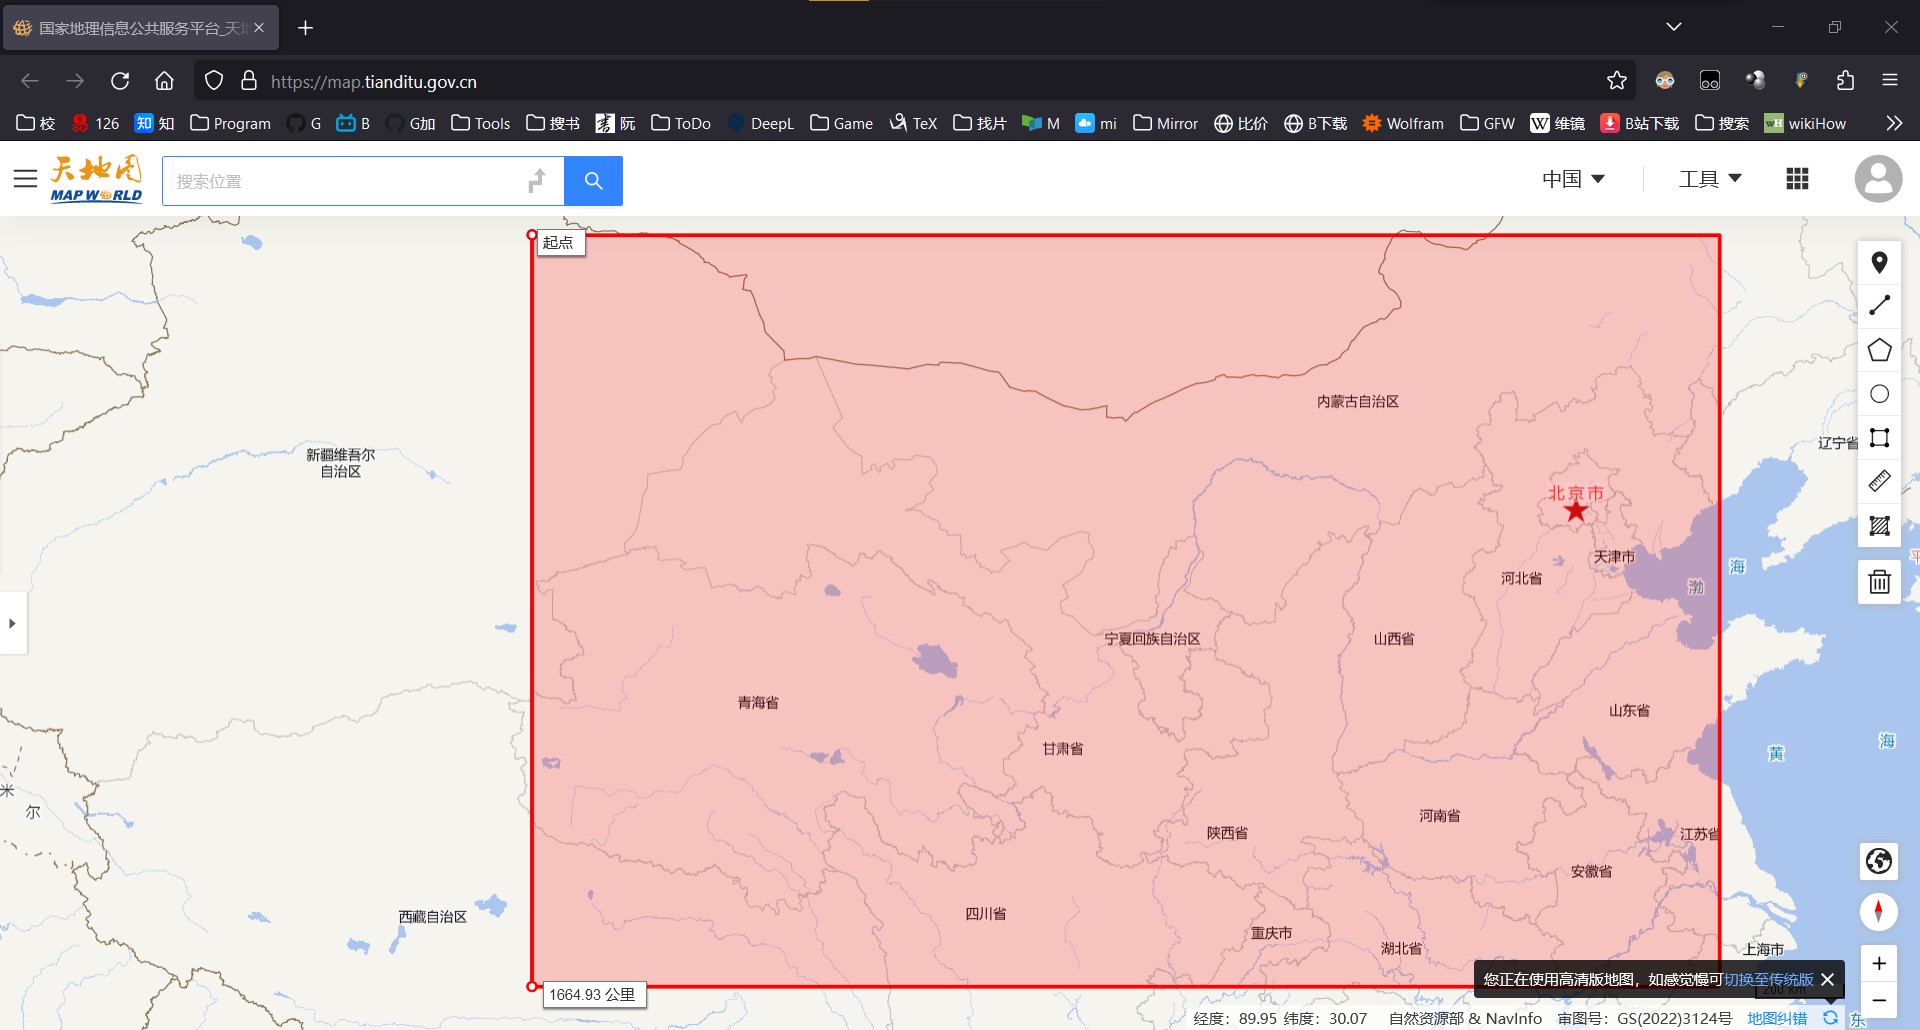 国家地理信息公共服务平台_天地
https://map.tianditu.gov.cn
校 126 知 知 Program G B G加 Tools 搜书 阮 ToDo DeepL Game TeX 找片 M mi Mirror 比价 B下载 Wolfram GFW W 维镜 B站下载 搜索 wH wikiHow
天地图
MAP WORLD
搜索位置
中国
工具
起点
内蒙古自治区
辽宁省
新疆维吾尔
自治区
北京市
天津市
河北省
渤
海
平
宁夏回族自治区
山西省
青海省
山东省
甘肃省
黄
海
米
尔
河南省
陕西省
江苏省
安徽省
西藏自治区
四川省
重庆市
湖北省
上海市
您正在使用高清版地图，如感觉慢可切换至传统版
1664.93 公里
经度：89.95 纬度：30.07 自然资源部 & NavInfo 审图号：GS(2022)3124号 地图纠错
东